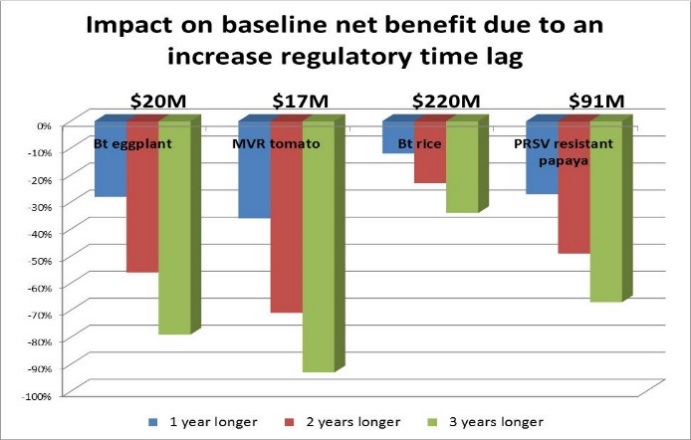 Impact on baseline net benefit due to an
increase regulatory time lag
$20M $17M $220M $91M
0%
Bt eggplant MVR tomato Bt rice PRSV resistant
papaya
-10%
-20%
-30%
-40%
-50%
-60%
-70%
-80%
-90%
-100%
1 year longer 2 years longer 3 years longer